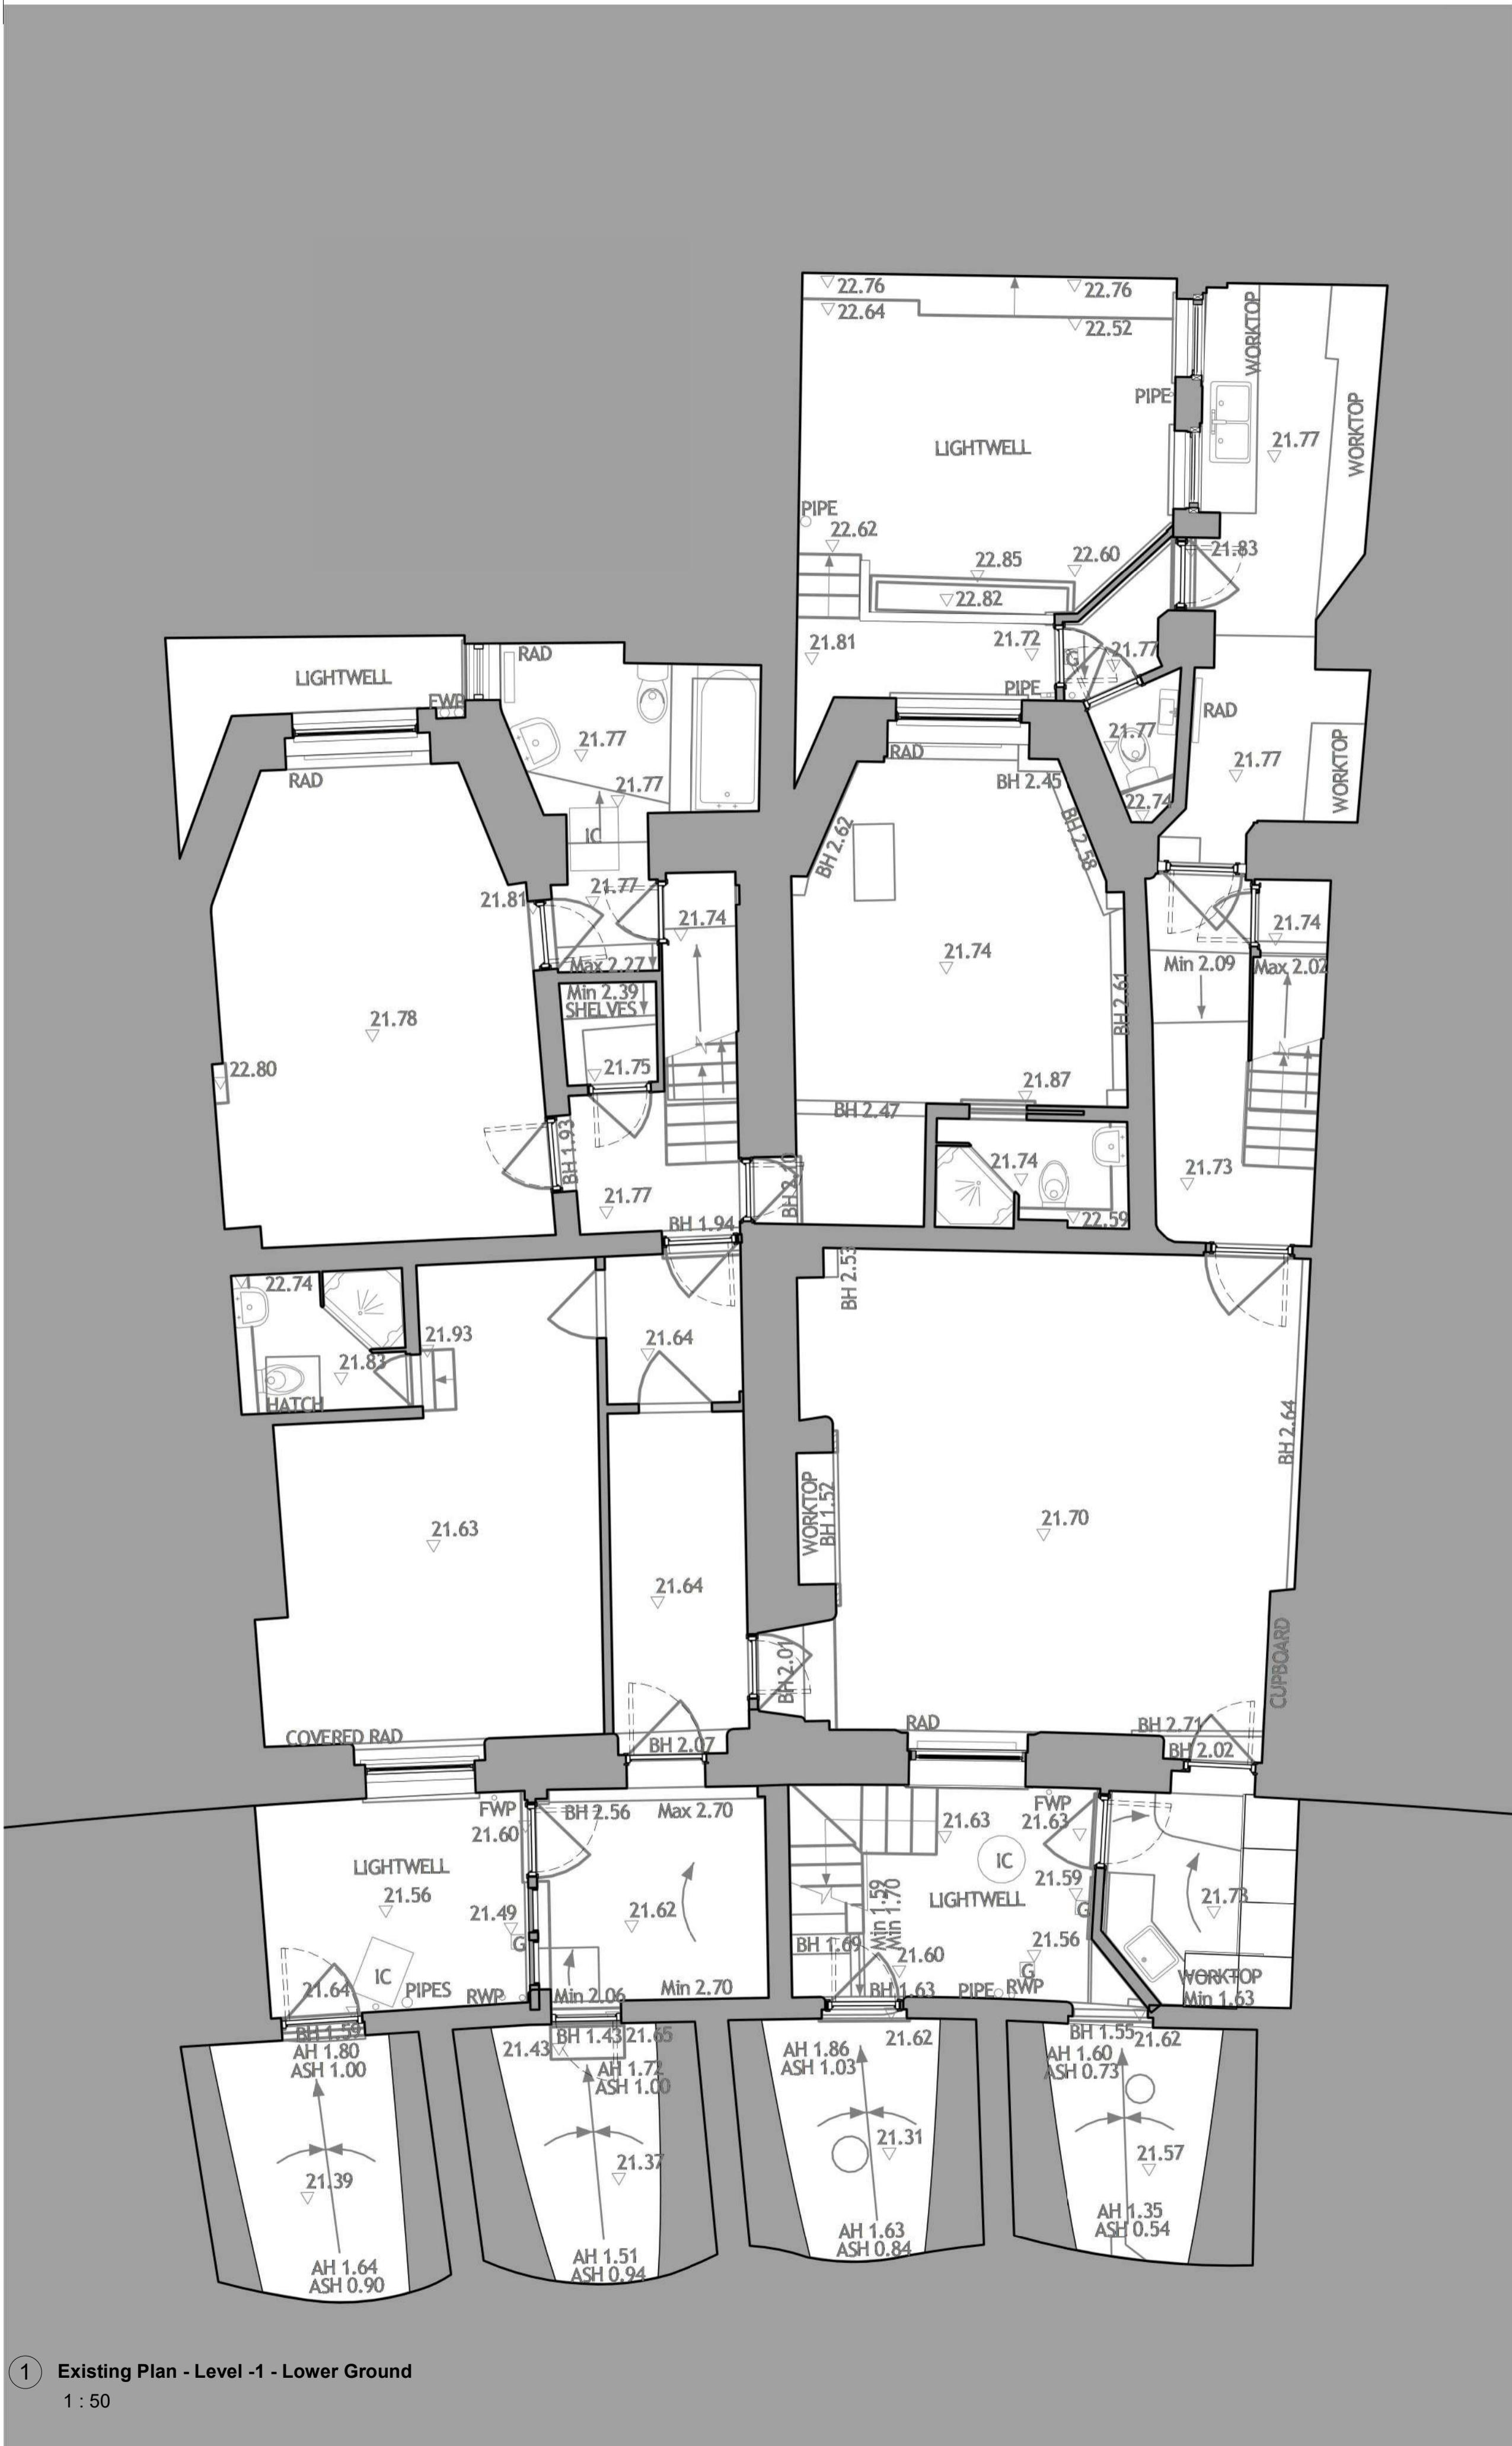 22.76
22.76
22.64
22.52
WORKTOP
PIPE
WORKTOP
21.77
LIGHTWELL
PIPE
22.62
22.85
22.60
21.83
22.82
21.81
21.72
G
21.77
PIPE
RAD
LIGHTWELL
FWP
21.77
RAD
21.77
RAD
21.77
RAD
BH 2.45
21.77
WORKTOP
21.77
22.74
IC
BH 2.62
BH 2.58
21.81
21.77
21.74
21.74
21.74
Max 2.27
Min 2.09
Max 2.02
Min 2.39
SHELVES
BH 2.61
21.78
22.80
21.75
21.87
BH 2.47
BH 1.93
21.74
21.73
21.77
BH 2.10
22.59
BH 1.94
22.74
BH 2.53
21.93
21.64
21.83
HATCH
BH 2.64
WORKTOP
BH 1.52
21.63
21.70
21.64
BH 2.01
CUPBOARD
COVERED RAD
BH 2.07
RAD
BH 2.71
BH 2.02
FWP
21.60
BH 2.56
Max 2.70
21.63
FWP
21.63
IC
LIGHTWELL
21.56
21.49
G
21.62
Min 1.59
Min 1.70
LIGHTWELL
21.59
G
21.73
BH 1.69
21.56
21.60
G
IC
21.64
PIPES
RWP
Min 2.06
Min 2.70
BH 1.63
PIPE
RWP
WORKTOP
Min 1.63
BH 1.59
AH 1.80
ASH 1.00
BH 1.43
21.65
21.43
AH 1.72
ASH 1.00
21.62
AH 1.86
ASH 1.03
BH 1.55
21.62
AH 1.60
ASH 0.73
21.39
21.37
21.31
21.57
AH 1.64
ASH 0.90
AH 1.51
ASH 0.94
AH 1.63
ASH 0.84
AH 1.35
ASH 0.54
1
Existing Plan - Level -1 - Lower Ground
1 : 50